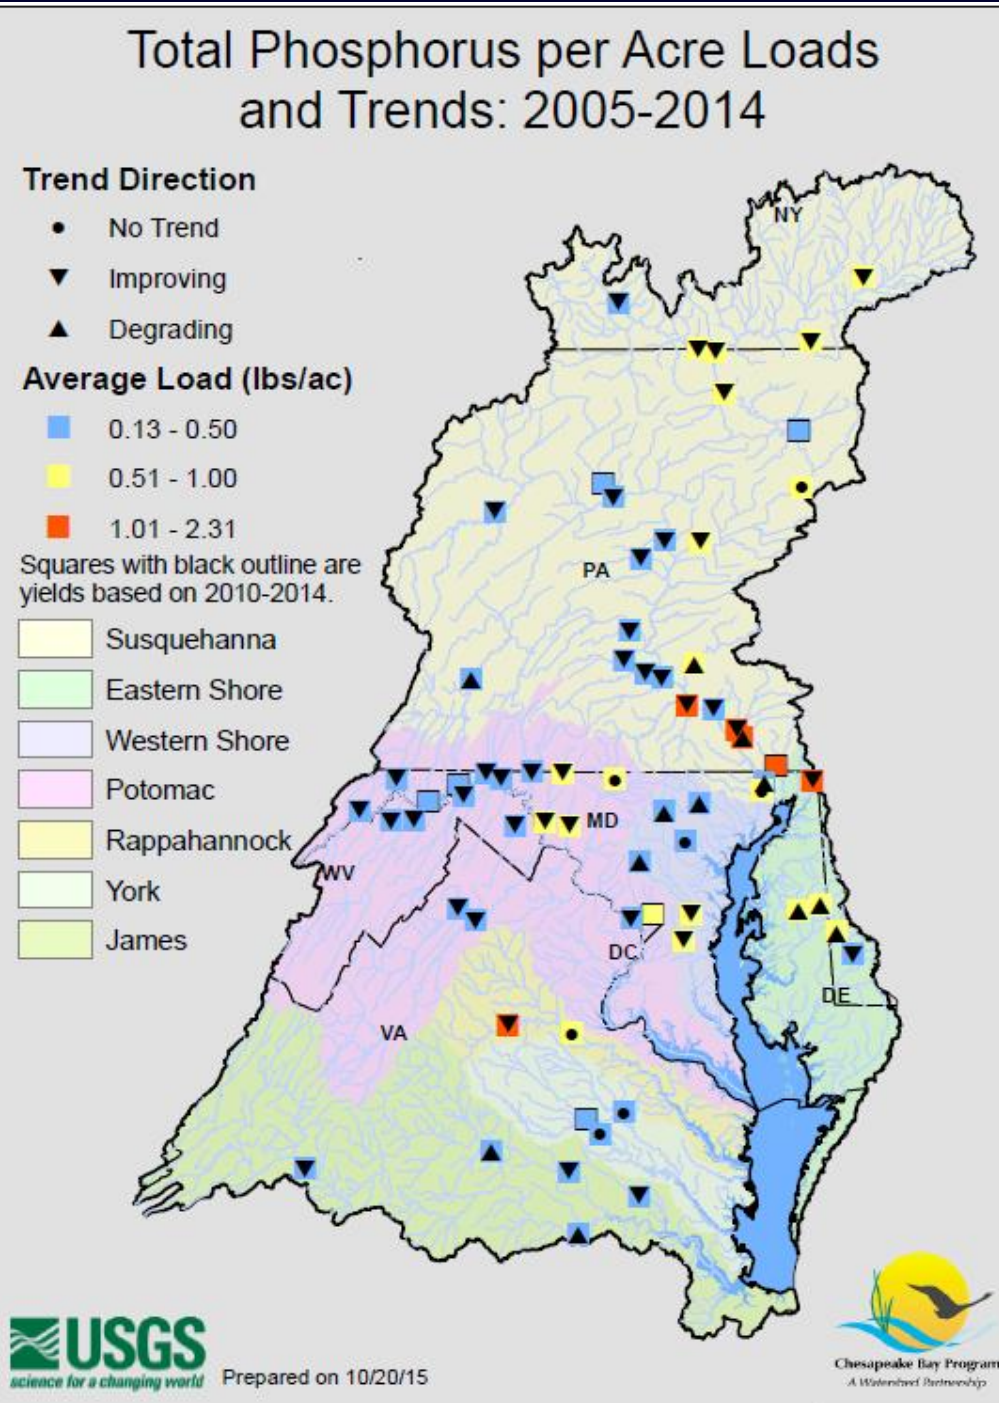 Total Phosphorus per Acre Loads
and Trends: 2005-2014
Trend Direction
No Trend
Improving
Degrading
Average Load (lbs/ac)
0.13 - 0.50
0.51 - 1.00
1.01 - 2.31
Squares with black outline are
yields based on 2010-2014.
Susquehanna
Eastern Shore
Western Shore
Potomac
Rappahannock
York
James
NY
PA
MD
WV
DC
DE
VA
USGS
science for a changing world
Prepared on 10/20/15
Chesapeake Bay Program
A Watershed Partnership